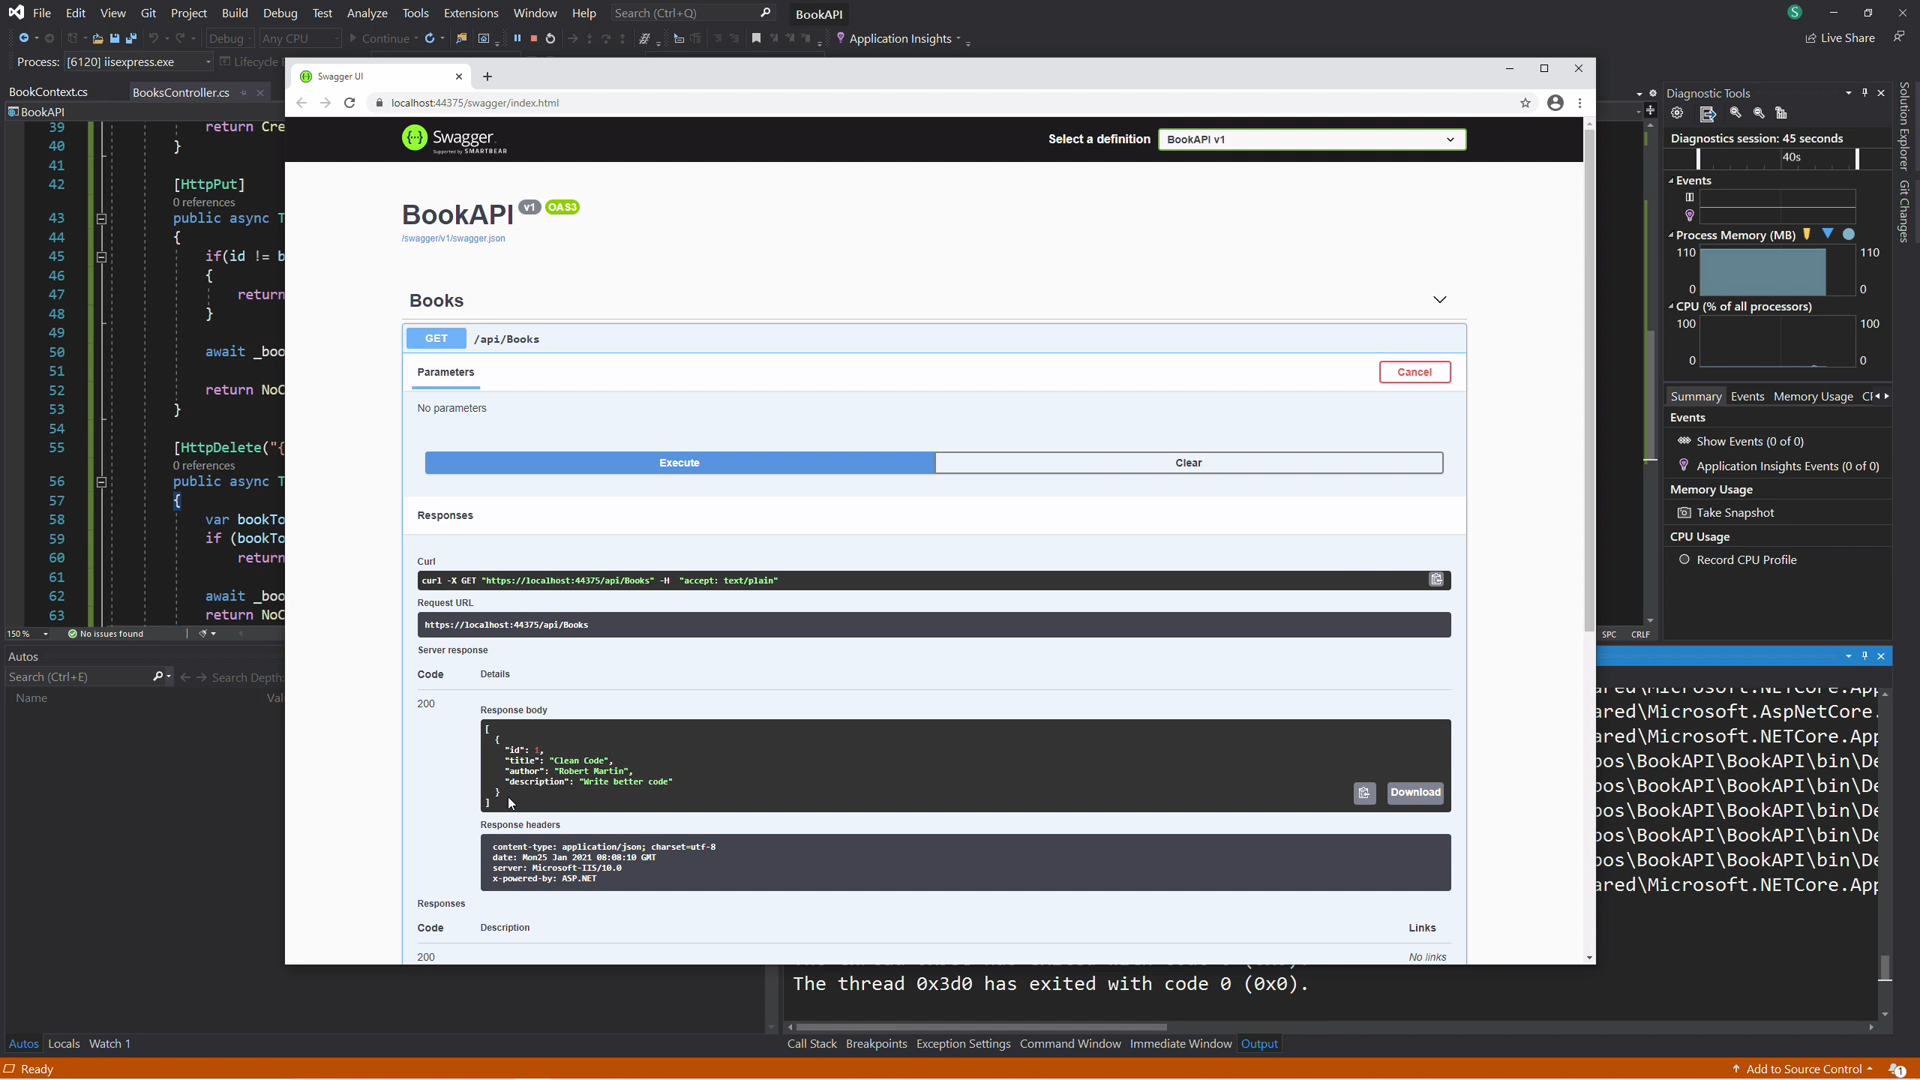 File Edit View Git Project Build Debug Test Analyze Tools Extensions Window Help Search (Ctrl+Q) BookAPI S
Debug Any CPU Continue Application Insights Live Share
Process: [6120] iisexpress.exe Lifecycle
BookContext.cs BooksController.cs
BookAPI
39 return Cre
40 }
41
42 [HttpPut]
0 references
43 public async T
44 {
45 if(id != b
46 {
47 return
48 }
49
50 await _boo
51
52 return NoC
53 }
54
55 [HttpDelete("{
0 references
56 public async T
57 {
58 var bookTo
59 if (bookTo
60 return
61
62 await _boo
63 return NoC
150 % No issues found
Autos
Search (Ctrl+E) Search Depth:
Name Val
Swagger UI
localhost:44375/swagger/index.html
Swagger
Supported by SMARTBEAR
Select a definition BookAPI v1
BookAPI v1 OAS3
/swagger/v1/swagger.json
Books
GET /api/Books
Parameters Cancel
No parameters
Execute Clear
Responses
Curl
curl -X GET "https://localhost:44375/api/Books" -H "accept: text/plain"
Request URL
https://localhost:44375/api/Books
Server response
Code Details
200
Response body
[
{
"id": 1,
"title": "Clean Code",
"author": "Robert Martin",
"description": "Write better code"
}
]
Download
Response headers
content-type: application/json; charset=utf-8
date: Mon25 Jan 2021 08:08:10 GMT
server: Microsoft-IIS/10.0
x-powered-by: ASP.NET
Responses
Code Description Links
200 No links
Diagnostic Tools
Diagnostics session: 45 seconds
40s
Events
Process Memory (MB)
110 110
0 0
CPU (% of all processors)
100 100
0 0
Summary Events Memory Usage
Events
Show Events (0 of 0)
Application Insights Events (0 of 0)
Memory Usage
Take Snapshot
CPU Usage
Record CPU Profile
Solution Explorer
Git Changes
SPC CRLF
ared\Microsoft.NETCore.App
ared\Microsoft.AspNetCore.
ared\Microsoft.NETCore.App
pos\BookAPI\BookAPI\bin\De
pos\BookAPI\BookAPI\bin\De
pos\BookAPI\BookAPI\bin\De
pos\BookAPI\BookAPI\bin\De
pos\BookAPI\BookAPI\bin\De
ared\Microsoft.NETCore.App
The thread 0x3d0 has exited with code 0 (0x0).
Autos Locals Watch 1
Call Stack Breakpoints Exception Settings Command Window Immediate Window Output
Ready Add to Source Control 1